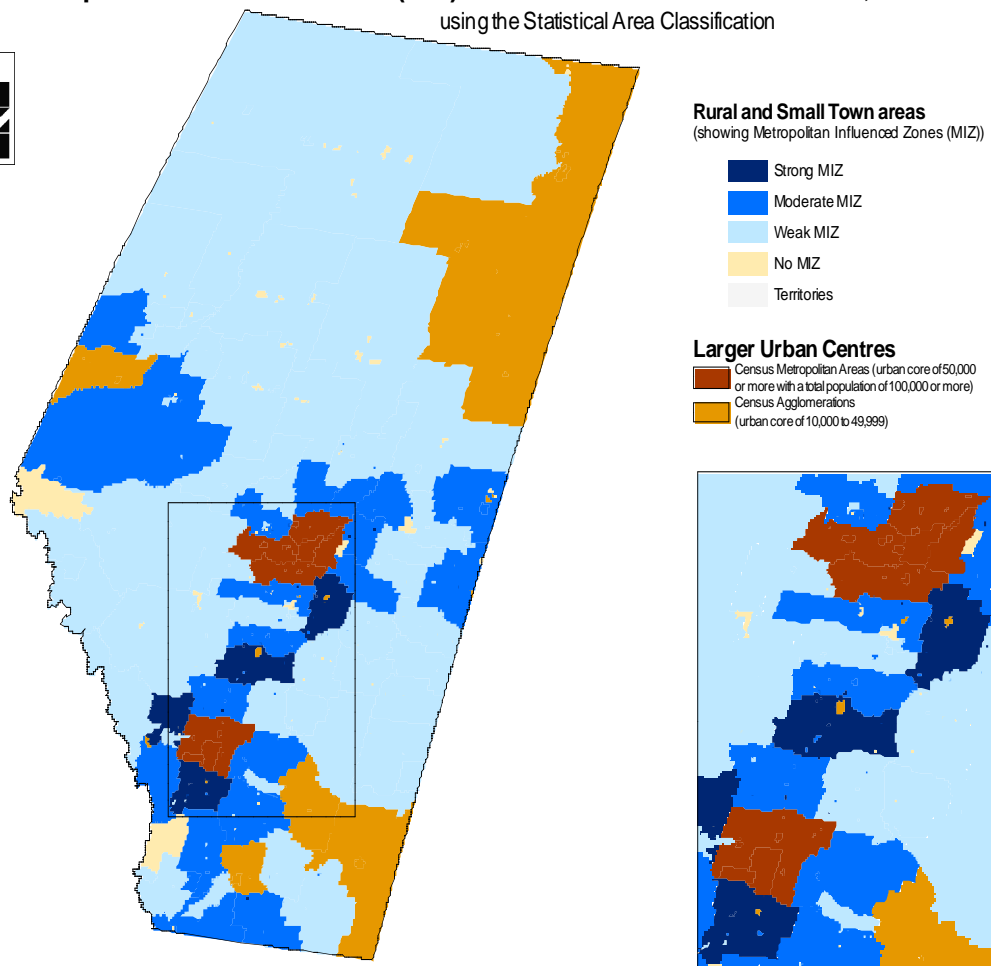 using the Statistical Area Classification
Rural and Small Town areas
(showing Metropolitan Influenced Zones (MIZ))
Strong MIZ
Moderate MIZ
Weak MIZ
No MIZ
Territories
Larger Urban Centres
Census Metropolitan Areas (urban core of 50,000
or more with a total population of 100,000 or more)
Census Agglomerations
(urban core of 10,000 to 49,999)